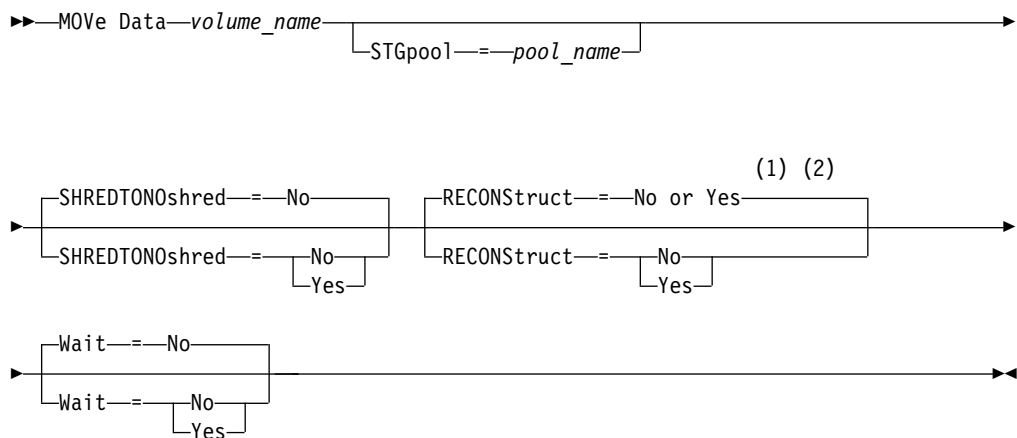 MOVe Data volume_name
STGpool = pool_name
(1) (2)
SHREDTONOshred = No RECONStruct = No or Yes
SHREDTONOshred = No RECONStruct = No
Yes Yes
Wait = No
Wait = No
Yes